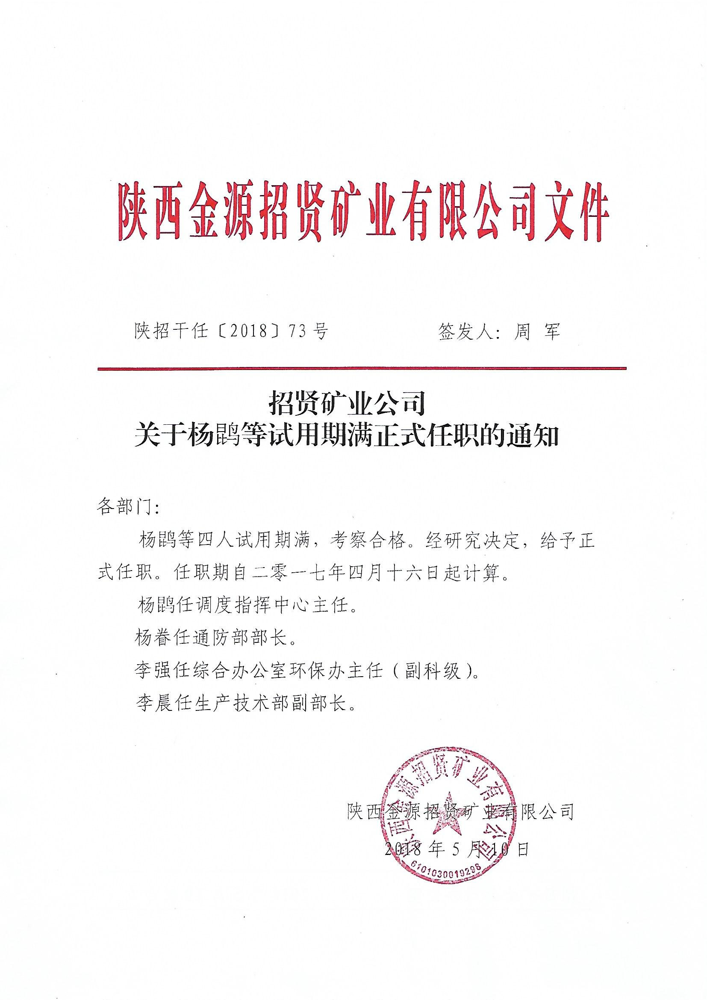 陕西金源招贤矿业有限公司文件
陕招干任〔2018〕73号 签发人：周 军
招贤矿业公司
关于杨鹍等试用期满正式任职的通知
各部门：
杨鹍等四人试用期满，考察合格。经研究决定，给予正
式任职。任职期自二零一七年四月十六日起计算。
杨鹍任调度指挥中心主任。
杨眷任通防部部长。
李强任综合办公室环保办主任（副科级）。
李晨任生产技术部副部长。
陕西金源招贤矿业有限公司
2018年5月10日
陕西金源招贤矿业有限公司
6101030019298